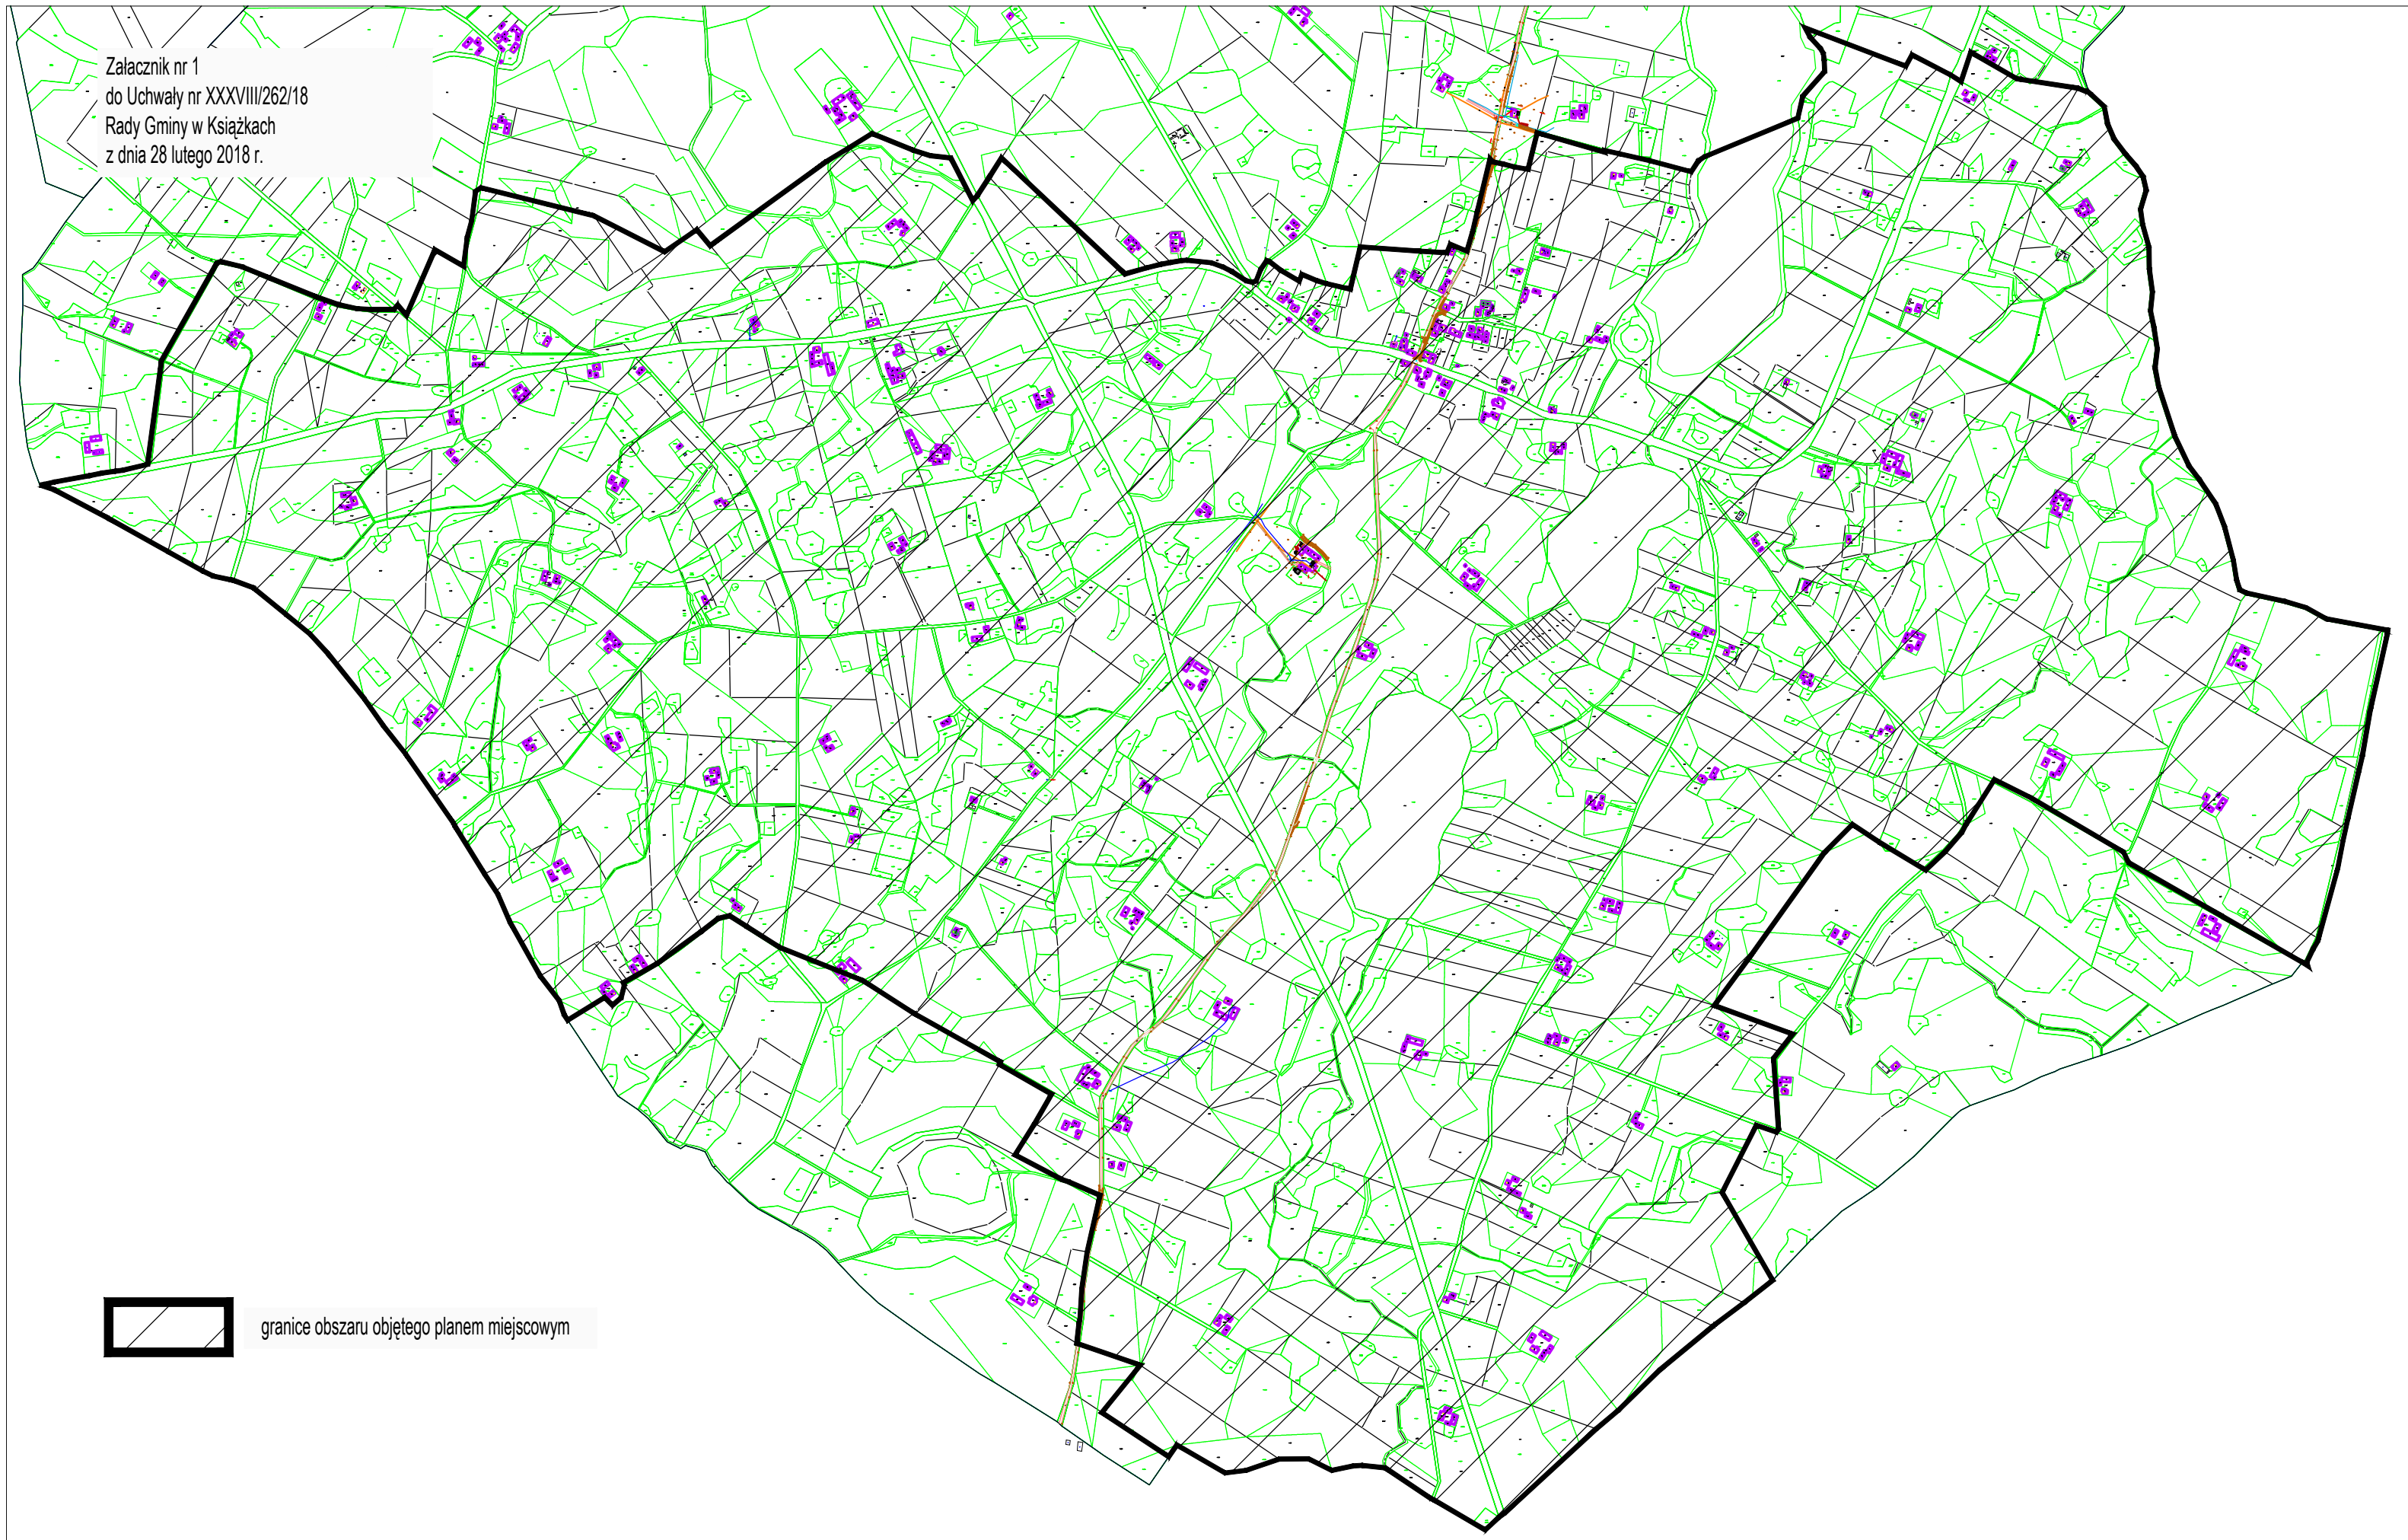 Załacznik nr 1
do Uchwały nr XXXVIII/262/18
Rady Gminy w Książkach
z dnia 28 lutego 2018 r.
granice obszaru objętego planem miejscowym